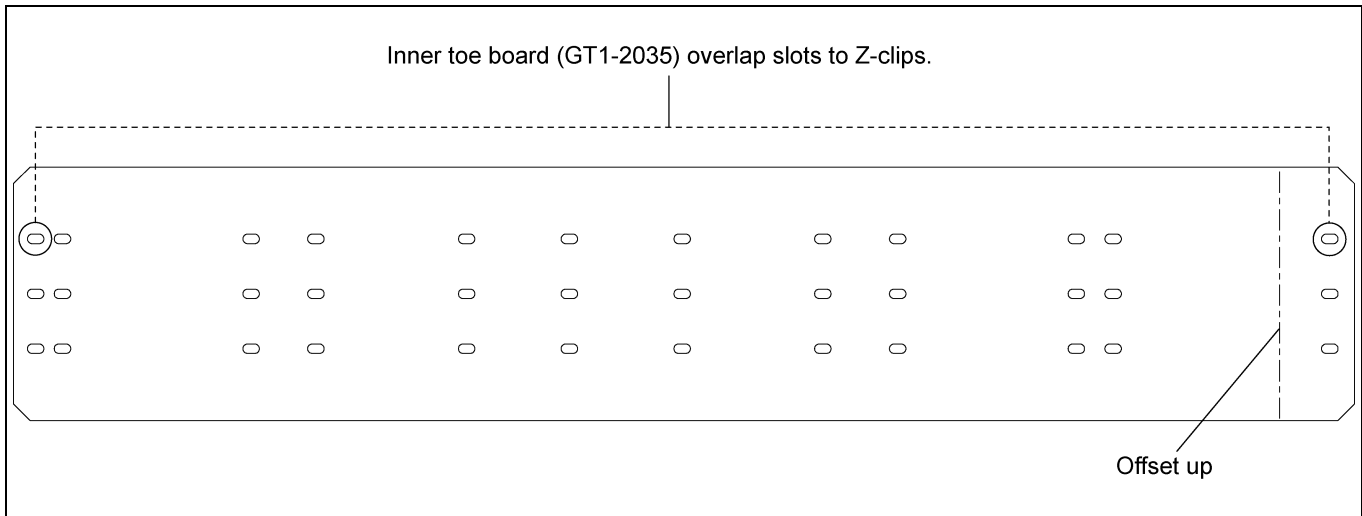 Inner toe board (GT1-2035) overlap slots to Z-clips.
Offset up